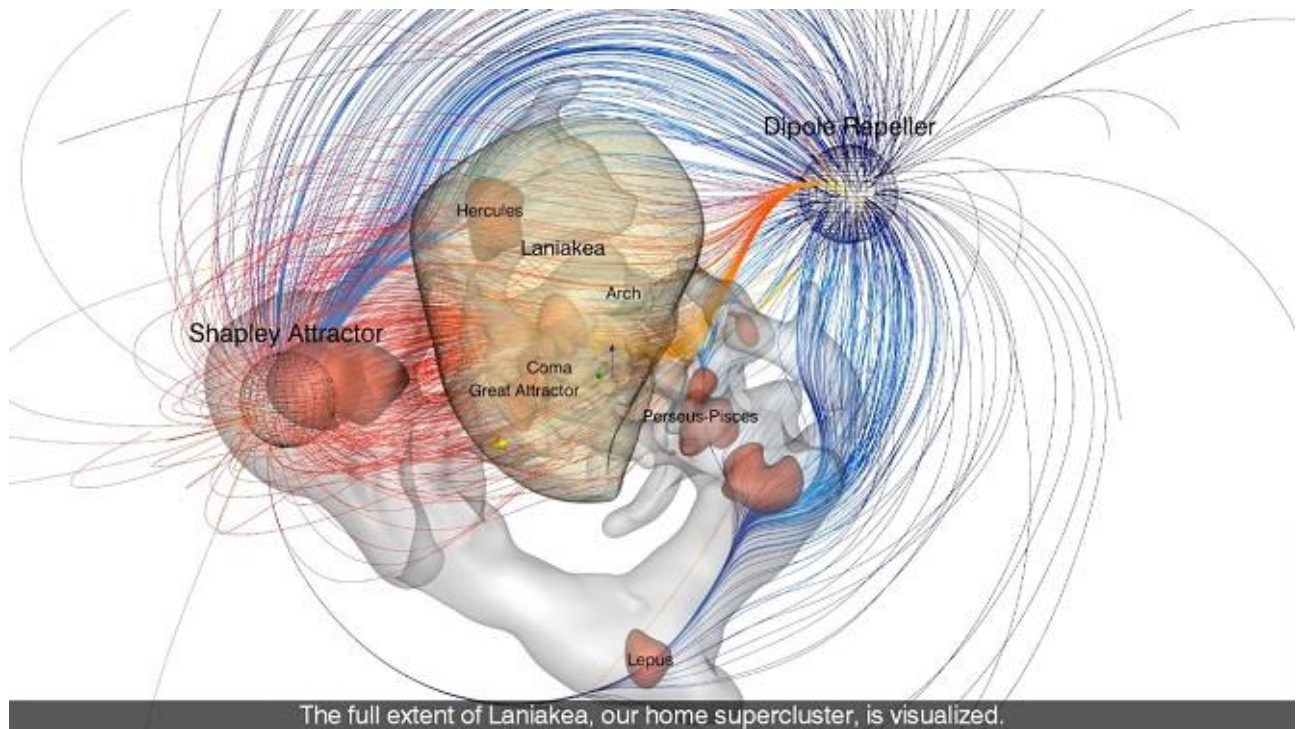 Dipole Repeller
Hercules
Laniakea
Arch
Shapley Attractor
Coma
Great Attractor
Perseus-Pisces
Lepus
The full extent of Laniakea, our home supercluster, is visualized.